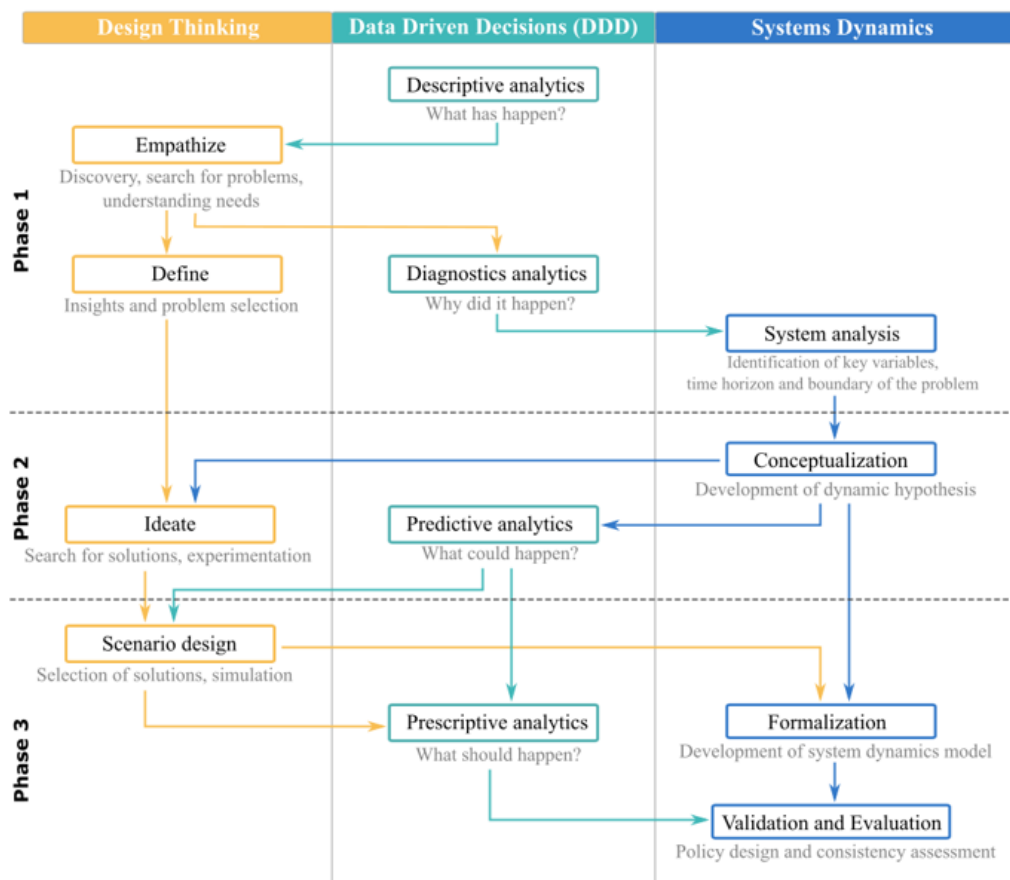 Design Thinking
Data Driven Decisions (DDD)
Systems Dynamics
Phase 1
Descriptive analytics
What has happen?
Empathize
Discovery, search for problems,
understanding needs
Define
Insights and problem selection
Diagnostics analytics
Why did it happen?
System analysis
Identification of key variables,
time horizon and boundary of the problem
Phase 2
Conceptualization
Development of dynamic hypothesis
Ideate
Search for solutions, experimentation
Predictive analytics
What could happen?
Phase 3
Scenario design
Selection of solutions, simulation
Prescriptive analytics
What should happen?
Formalization
Development of system dynamics model
Validation and Evaluation
Policy design and consistency assessment